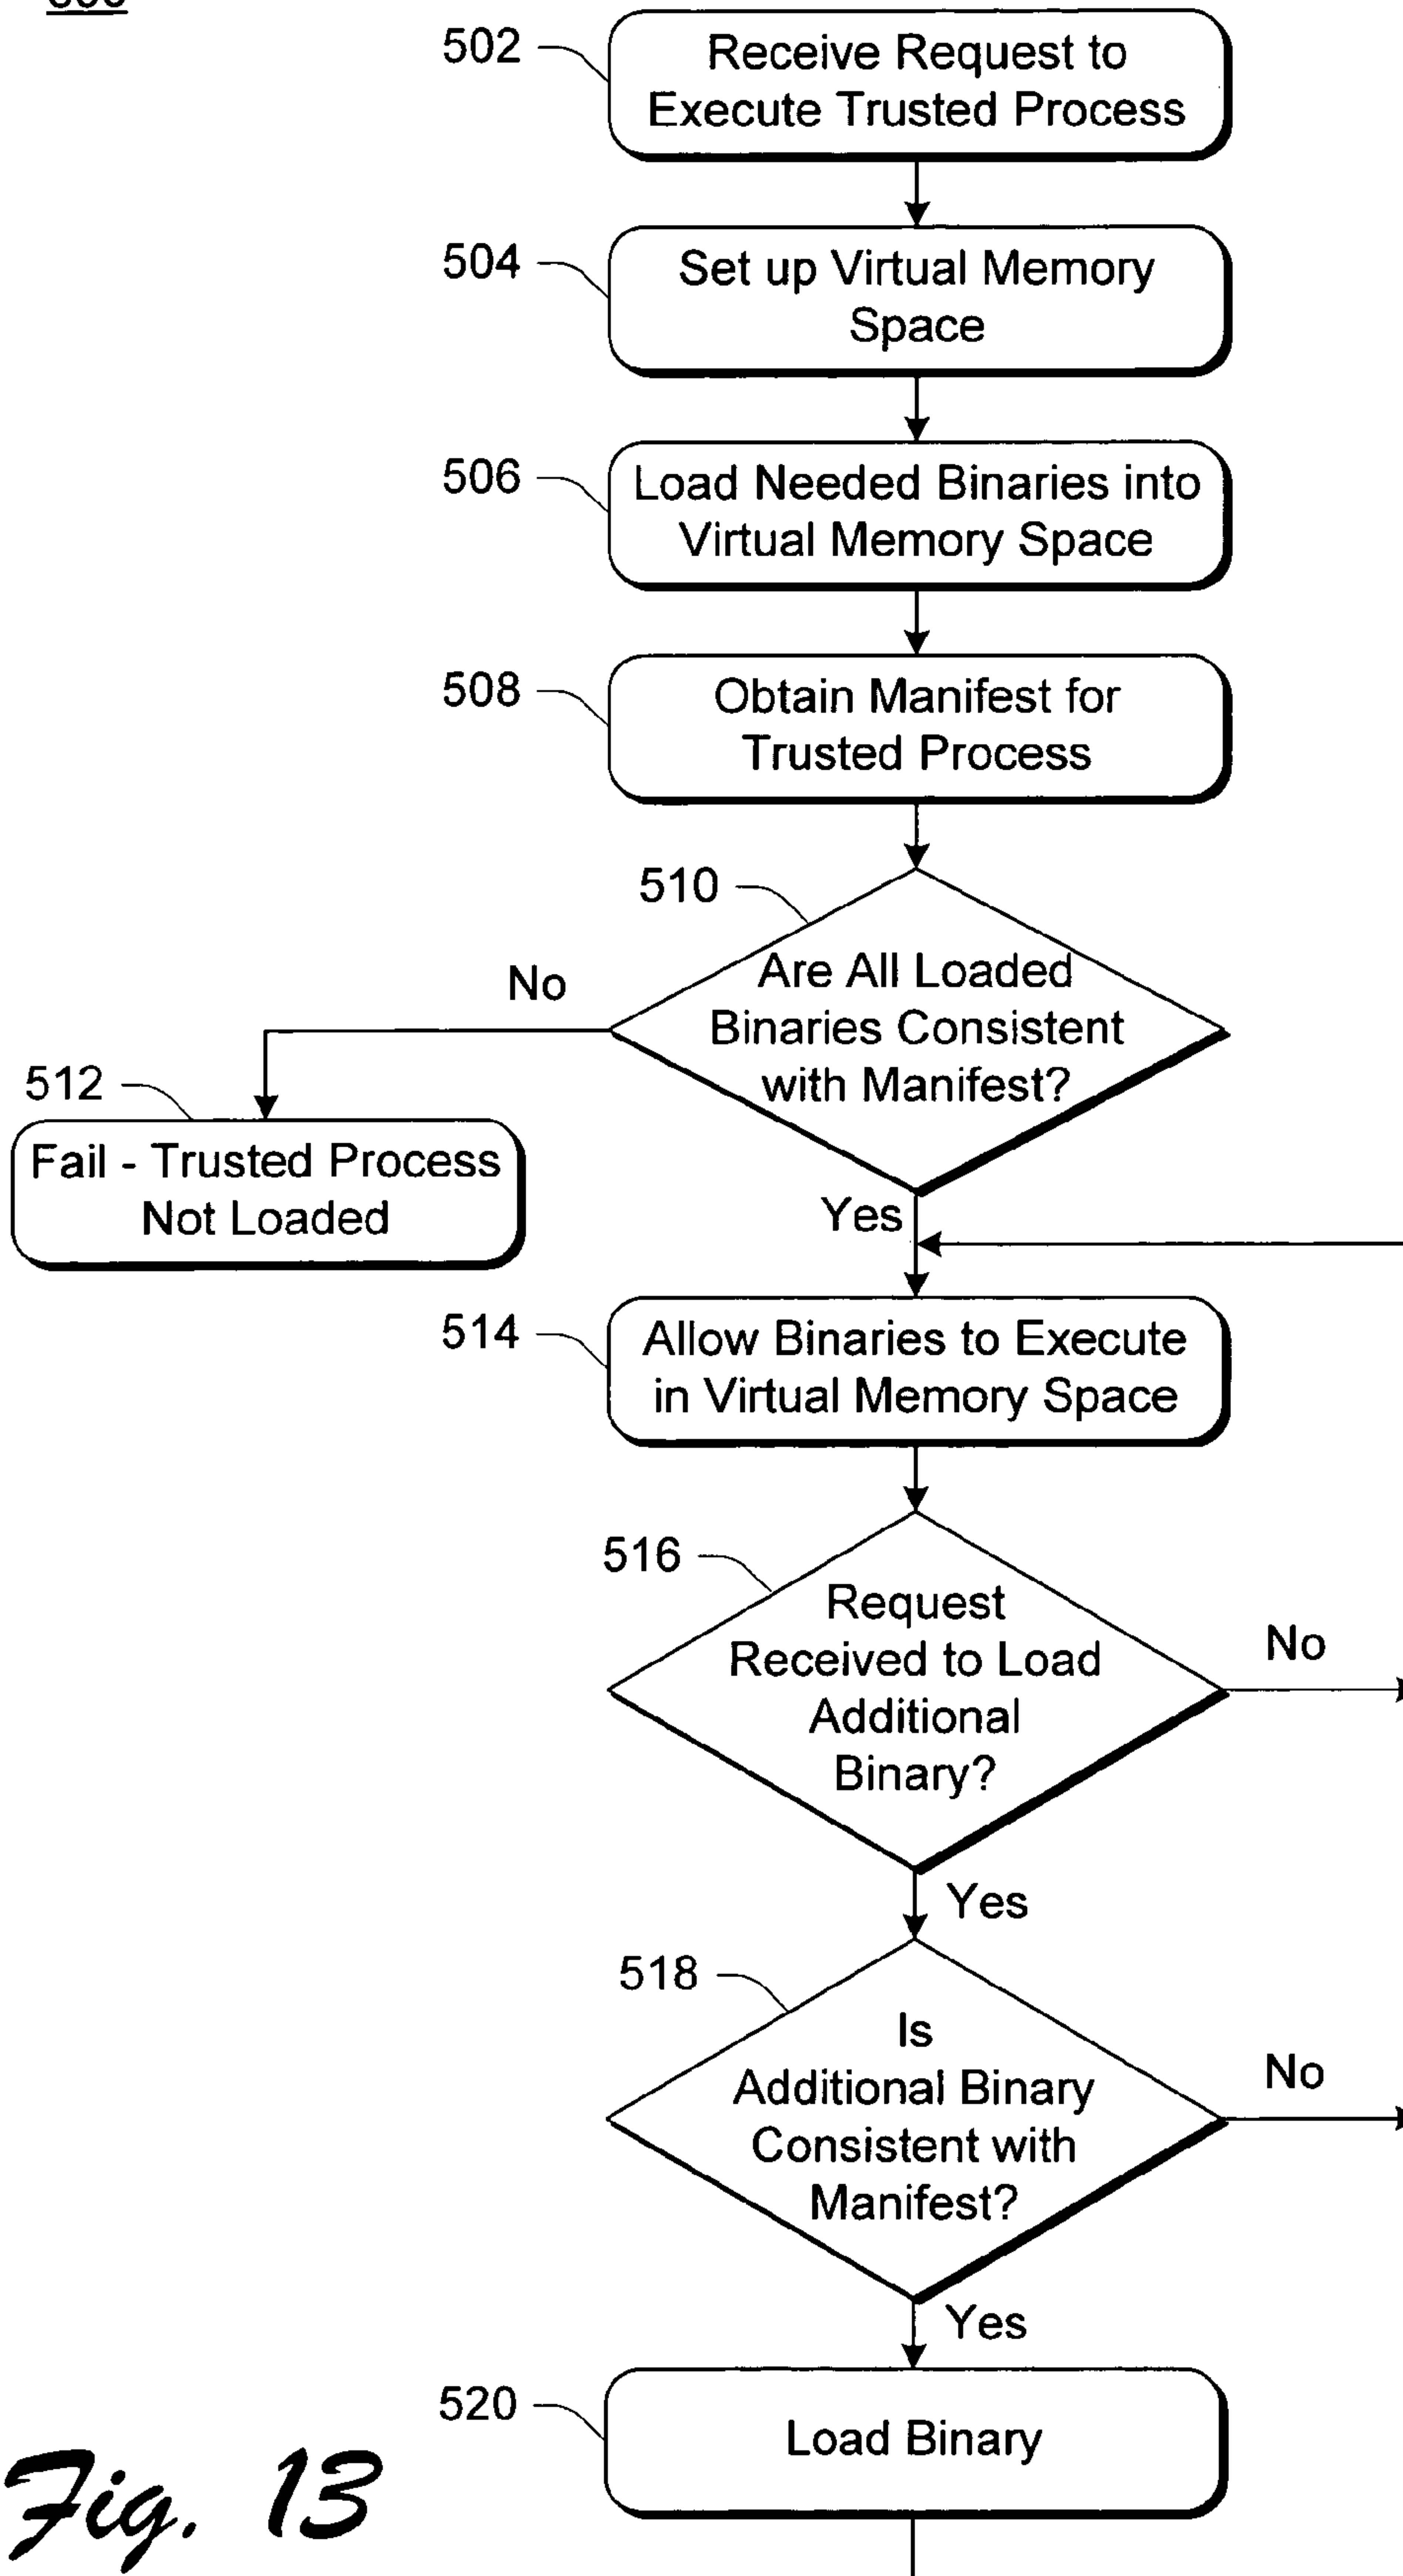 502
Receive Request to
Execute Trusted Process
504
Set up Virtual Memory
Space
506
Load Needed Binaries into
Virtual Memory Space
508
Obtain Manifest for
Trusted Process
510
Are All Loaded
Binaries Consistent
with Manifest?
No
512
Fail - Trusted Process
Not Loaded
Yes
514
Allow Binaries to Execute
in Virtual Memory Space
516
Request
Received to Load
Additional
Binary?
No
Yes
518
Is
Additional Binary
Consistent with
Manifest?
No
Yes
520
Load Binary
Fig. 13